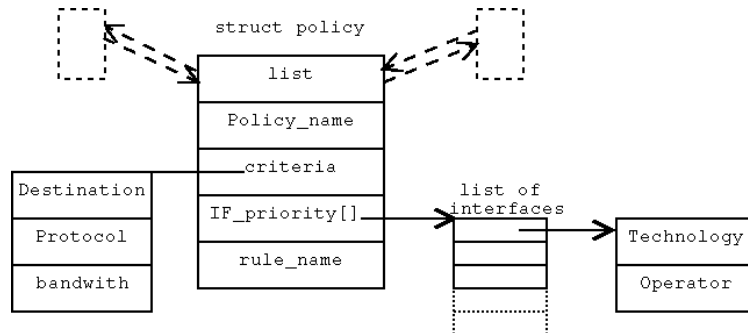 struct policy
list
Policy_name
criteria
IF_priority[]
rule_name
Destination
Protocol
bandwith
list of
interfaces
Technology
Operator